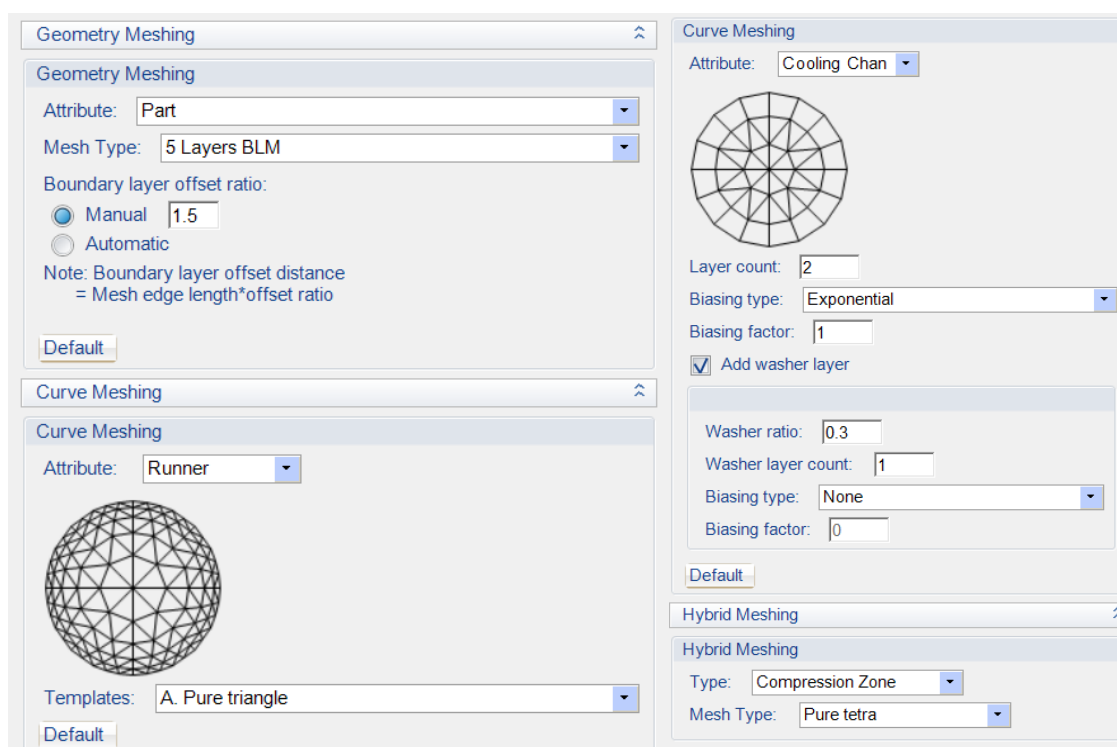 Geometry Meshing
Geometry Meshing
Attribute: Part
Mesh Type: 5 Layers BLM
Boundary layer offset ratio:
Manual 1.5
Automatic
Note: Boundary layer offset distance
= Mesh edge length*offset ratio
Default
Curve Meshing
Curve Meshing
Attribute: Runner
Templates: A. Pure triangle
Default
Curve Meshing
Attribute: Cooling Chan
Layer count: 2
Biasing type: Exponential
Biasing factor: 1
Add washer layer
Washer ratio: 0.3
Washer layer count: 1
Biasing type: None
Biasing factor: 0
Default
Hybrid Meshing
Hybrid Meshing
Type: Compression Zone
Mesh Type: Pure tetra